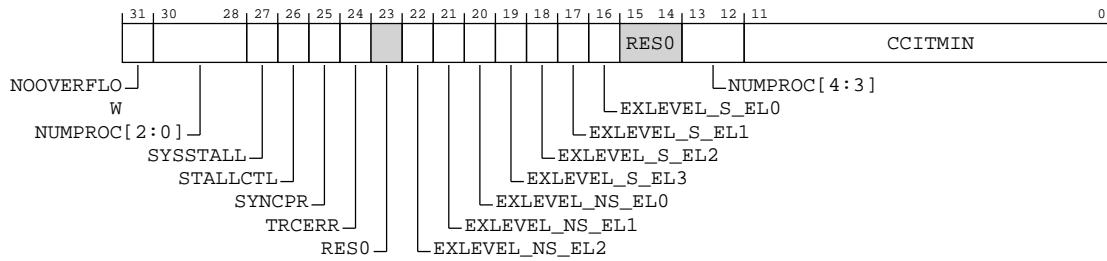 31 30 28 27 26 25 24 23 22 21 20 19 18 17 16 15 14 13 12 11 0
RES0 CCITMIN
NOOVERFLO NUMPROC[4:3]
W EXLEVEL_S_EL0
NUMPROC[2:0] EXLEVEL_S_EL1
SYSSTALL EXLEVEL_S_EL2
STALLCTL EXLEVEL_S_EL3
SYNCPR EXLEVEL_NS_EL0
TRCERR EXLEVEL_NS_EL1
RES0 EXLEVEL_NS_EL2